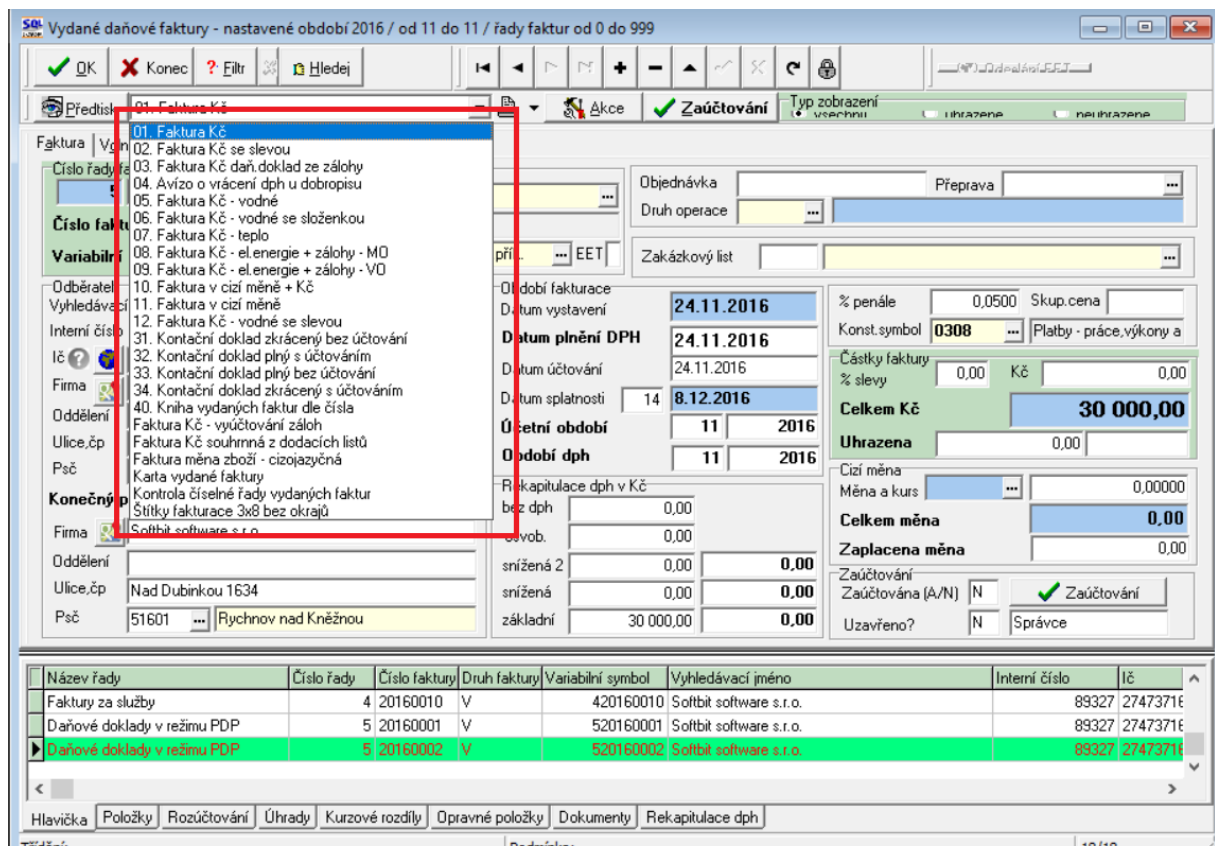 Vydané daňové faktury - nastavené období 2016 / od 11 do 11 / řady faktur od 0 do 999
OK Konec Filtr Hledej
Předtisk 01. Faktura Kč Akce Zaúčtování Typ zobrazení
všechny uhrazene neuhrazene
01. Faktura Kč
02. Faktura Kč se slevou
03. Faktura Kč daň.doklad ze zálohy
04. Avízo o vrácení dph u dobropisu
05. Faktura Kč - vodné
06. Faktura Kč - vodné se složenkou
07. Faktura Kč - teplo
08. Faktura Kč - el.energie + zálohy - MO
09. Faktura Kč - el.energie + zálohy - VO
10. Faktura v cizí měně + Kč
11. Faktura v cizí měně
12. Faktura Kč - vodné se slevou
31. Kontační doklad zkrácený bez účtování
32. Kontační doklad plný s účtováním
33. Kontační doklad plný bez účtování
34. Kontační doklad zkrácený s účtováním
40. Kniha vydaných faktur dle čísla
Faktura Kč - vyúčtování záloh
Faktura Kč souhrnná z dodacích listů
Faktura měna zboží - cizojazyčná
Karta vydané faktury
Kontrola číselné řady vydaných faktur
Štítky fakturace 3x8 bez okrajů
Faktura
Číslo řady
5
Číslo
Variabilní
Odběratel
Interní číslo
Ič
Firma
Oddělení
Ulice,čp
Psč
Konečný
Firma Softbit software s.r.o.
Oddělení
Ulice,čp Nad Dubinkou 1634
Psč 51601 Rychnov nad Kněžnou
EET
Objednávka Přeprava
Druh operace
Zakázkový list
Období fakturace
Datum vystavení 24.11.2016
Datum plnění DPH 24.11.2016
Datum účtování 24.11.2016
Datum splatnosti 14 8.12.2016
Účetní období 11 2016
Období dph 11 2016
Rekapitulace dph v Kč
bez dph 0,00
osvob. 0,00
snížená 2 0,00 0,00
snížená 0,00 0,00
základní 30 000,00 0,00
% penále 0,0500 Skup.cena
Konst.symbol 0308 Platby - práce,výkony a
Částky faktury
% slevy 0,00 Kč 0,00
Celkem Kč 30 000,00
Uhrazena 0,00
Cizí měna
Měna a kurs 0,00000
Celkem měna 0,00
Zaplacena měna 0,00
Zaúčtování
Zaúčtována (A/N) N Zaúčtování
Uzavřeno? N Správce
Název řady Číslo řady Číslo faktury Druh faktury Variabilní symbol Vyhledávací jméno Interní číslo Ič
Faktury za služby 4 20160010 V 420160010 Softbit software s.r.o. 89327 27473716
Daňové doklady v režimu PDP 5 20160001 V 520160001 Softbit software s.r.o. 89327 27473716
Daňové doklady v režimu PDP 5 20160002 V 520160002 Softbit software s.r.o. 89327 27473716
Hlavička Položky Rozúčtování Úhrady Kurzové rozdíly Opravné položky Dokumenty Rekapitulace dph